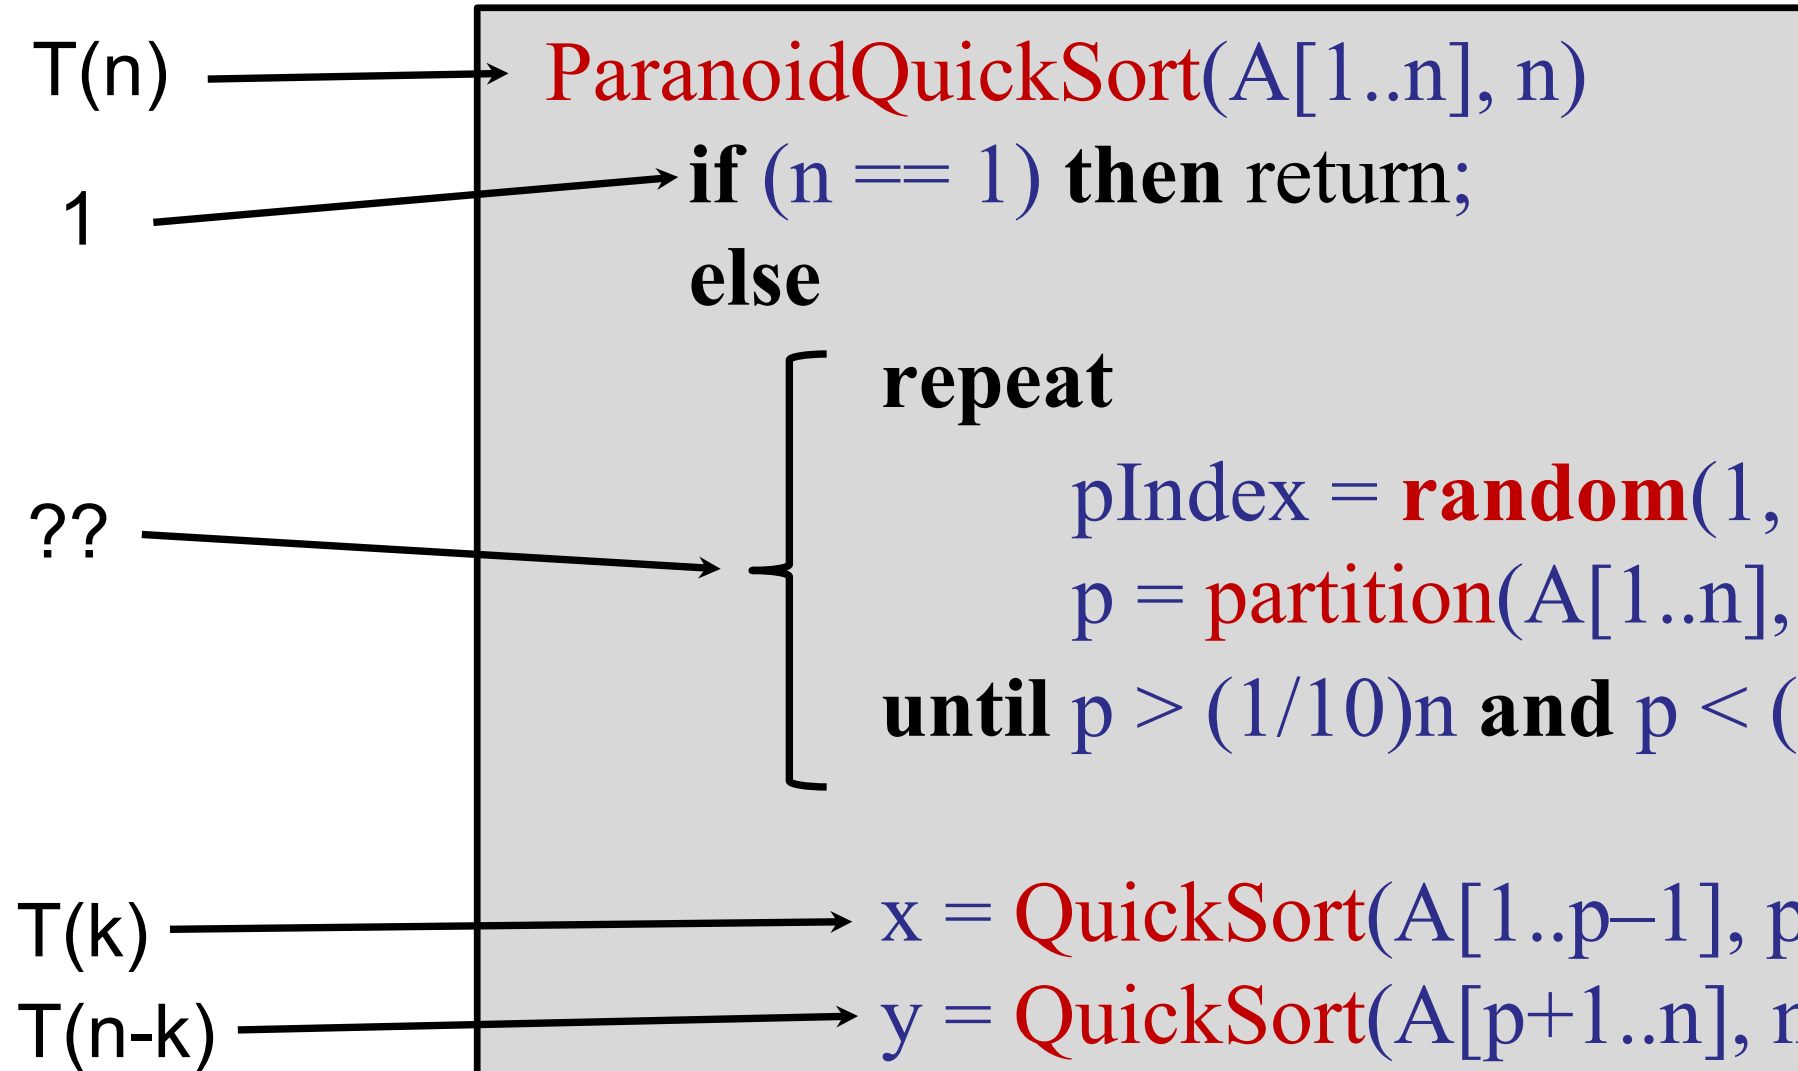 T(n) ParanoidQuickSort(A[1..n], n)
1 if (n == 1) then return;
else
repeat
?? pIndex = random(1,
p = partition(A[1..n],
until p > (1/10)n and p < (
T(k) x = QuickSort(A[1..p–1], p
T(n-k) y = QuickSort(A[p+1..n], n